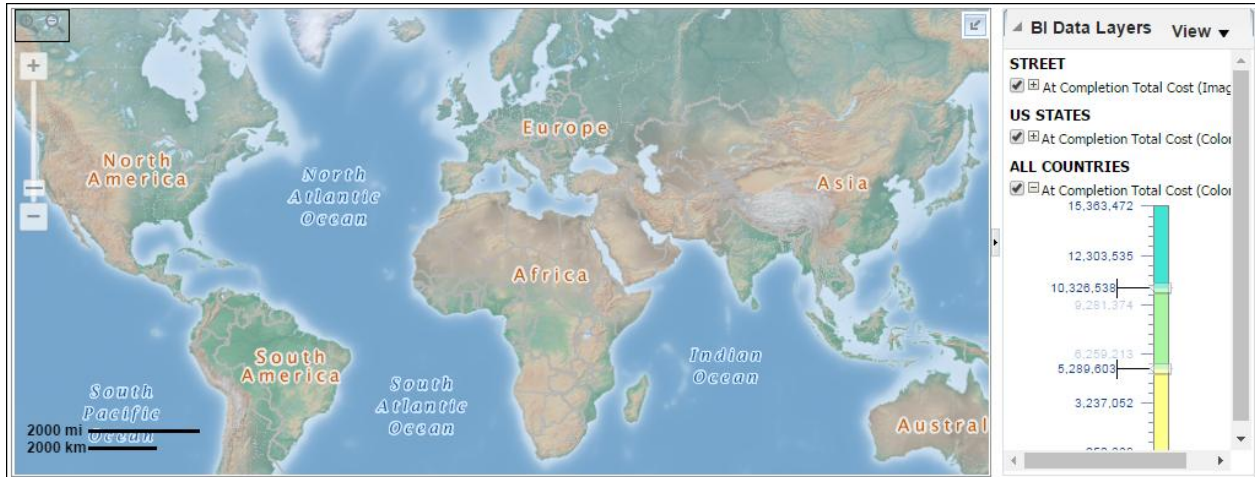 North
America
North
Atlantic
Ocean
Europe
Asia
Africa
South
America
South
Pacific
Ocean
South
Atlantic
Ocean
Indian
Ocean
Austral
2000 mi
2000 km
BI Data Layers View
STREET
At Completion Total Cost (Imag
US STATES
At Completion Total Cost (Color
ALL COUNTRIES
At Completion Total Cost (Color
15,363,472
12,303,535
10,326,538
9,281,374
6,259,213
5,289,603
3,237,052